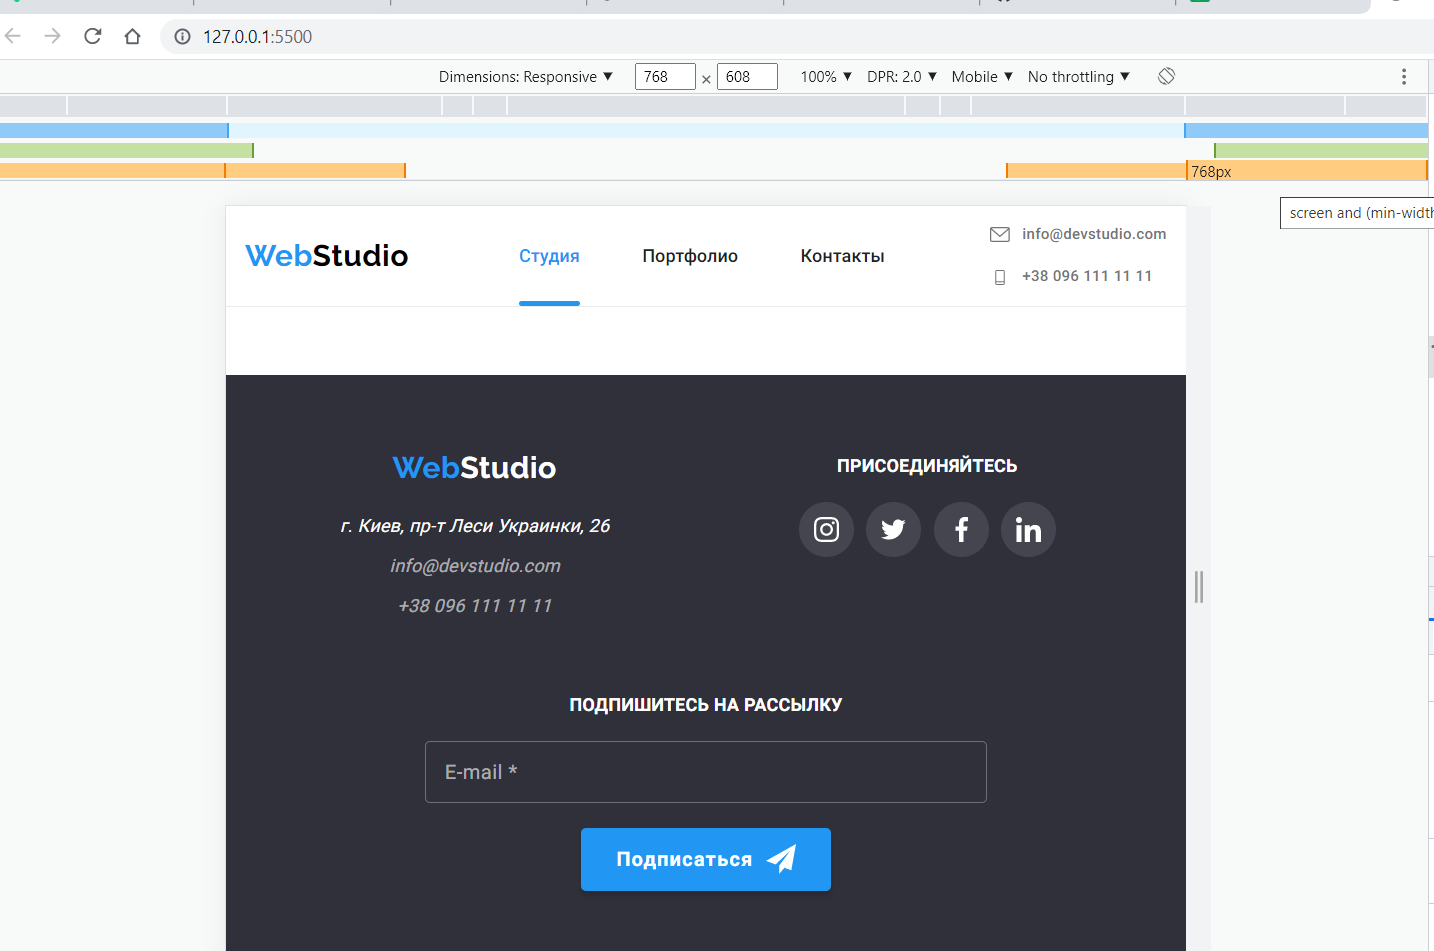 127.0.0.1:5500
Dimensions: Responsive ▼ 768 × 608 100% ▼ DPR: 2.0 ▼ Mobile ▼ No throttling ▼
768px
screen and (min-width
WebStudio Студия Портфолио Контакты
info@devstudio.com
+38 096 111 11 11
WebStudio
г. Киев, пр-т Леси Украинки, 26
info@devstudio.com
+38 096 111 11 11
ПРИСОЕДИНЯЙТЕСЬ
ПОДПИШИТЕСЬ НА РАССЫЛКУ
E-mail *
Подписаться